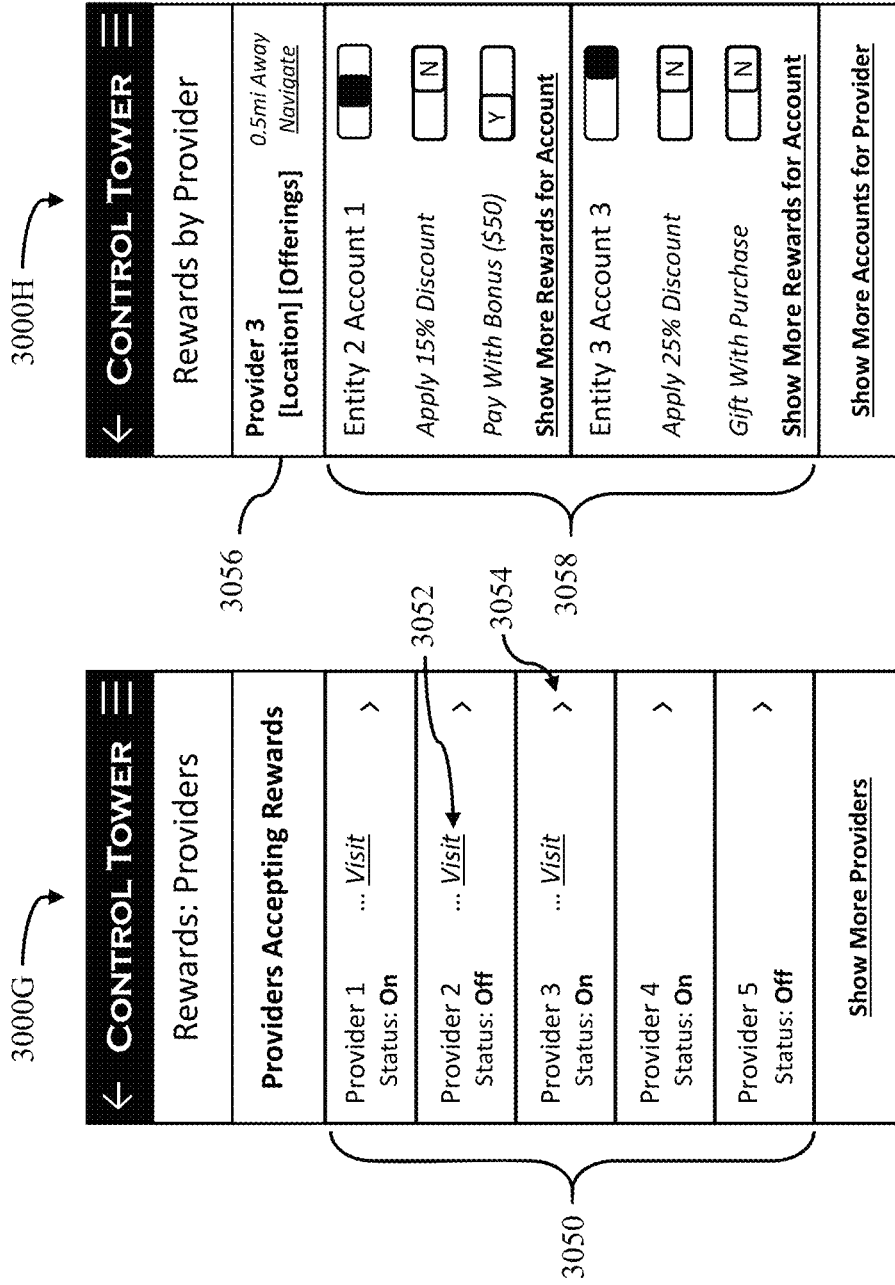 3000G
← CONTROL TOWER
Rewards: Providers
Providers Accepting Rewards
Provider 1 ... Visit >
Status: On
Provider 2 ... Visit >
Status: Off
Provider 3 ... Visit >
Status: On
Provider 4 >
Status: On
Provider 5 >
Status: Off
Show More Providers
3050
3052
3054
3000H
← CONTROL TOWER
Rewards by Provider
Provider 3 0.5mi Away
[Location] [Offerings] Navigate
Entity 2 Account 1
Apply 15% Discount N
Pay With Bonus ($50) Y
Show More Rewards for Account
Entity 3 Account 3
Apply 25% Discount N
Gift With Purchase N
Show More Rewards for Account
Show More Accounts for Provider
3056
3058